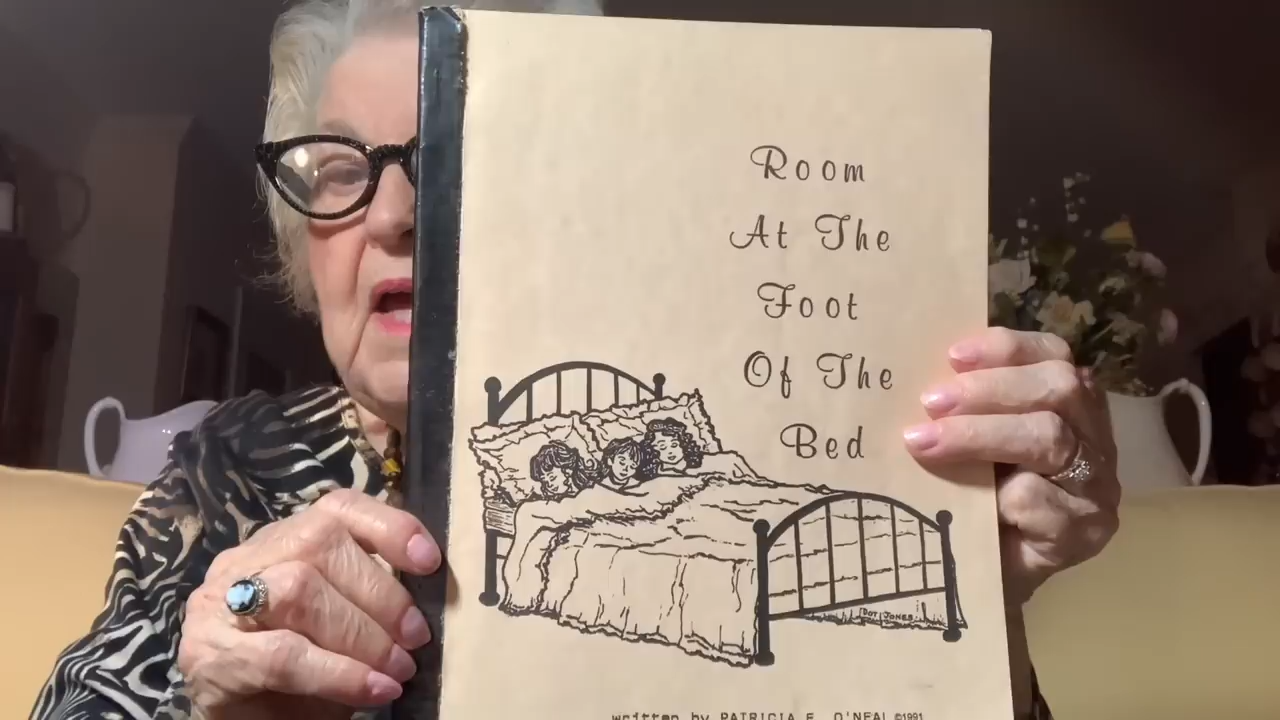 Room
At The
Foot
Of The
Bed
DOT JONES
written by PATRICIA E. O'NEAL ©1991